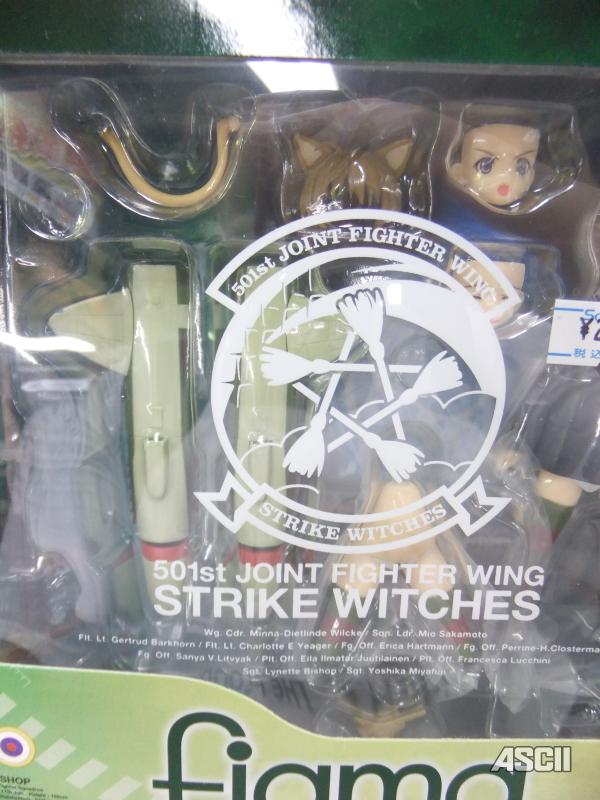 501st JOINT FIGHTER WING
STRIKE WITCHES
税込
501st JOINT FIGHTER WING
STRIKE WITCHES
Wg. Cdr. Minna-Dietlinde Wilcke / Sqn. Ldr. Mio Sakamoto
Flt. Lt. Gertrud Barkhorn / Flt. Lt. Charlotte E Yeager / Fg. Off. Erica Hartmann / Fg. Off. Perrine-H.Closterma
Fg. Off. Sanya V Litvyak / Plt. Off. Eila Ilmatar Juutilainen / Plt. Off. Francesca Lucchini
Sgt. Lynette Bishop / Sgt. Yoshika Miyafuji
figma
SHOP
ASCII